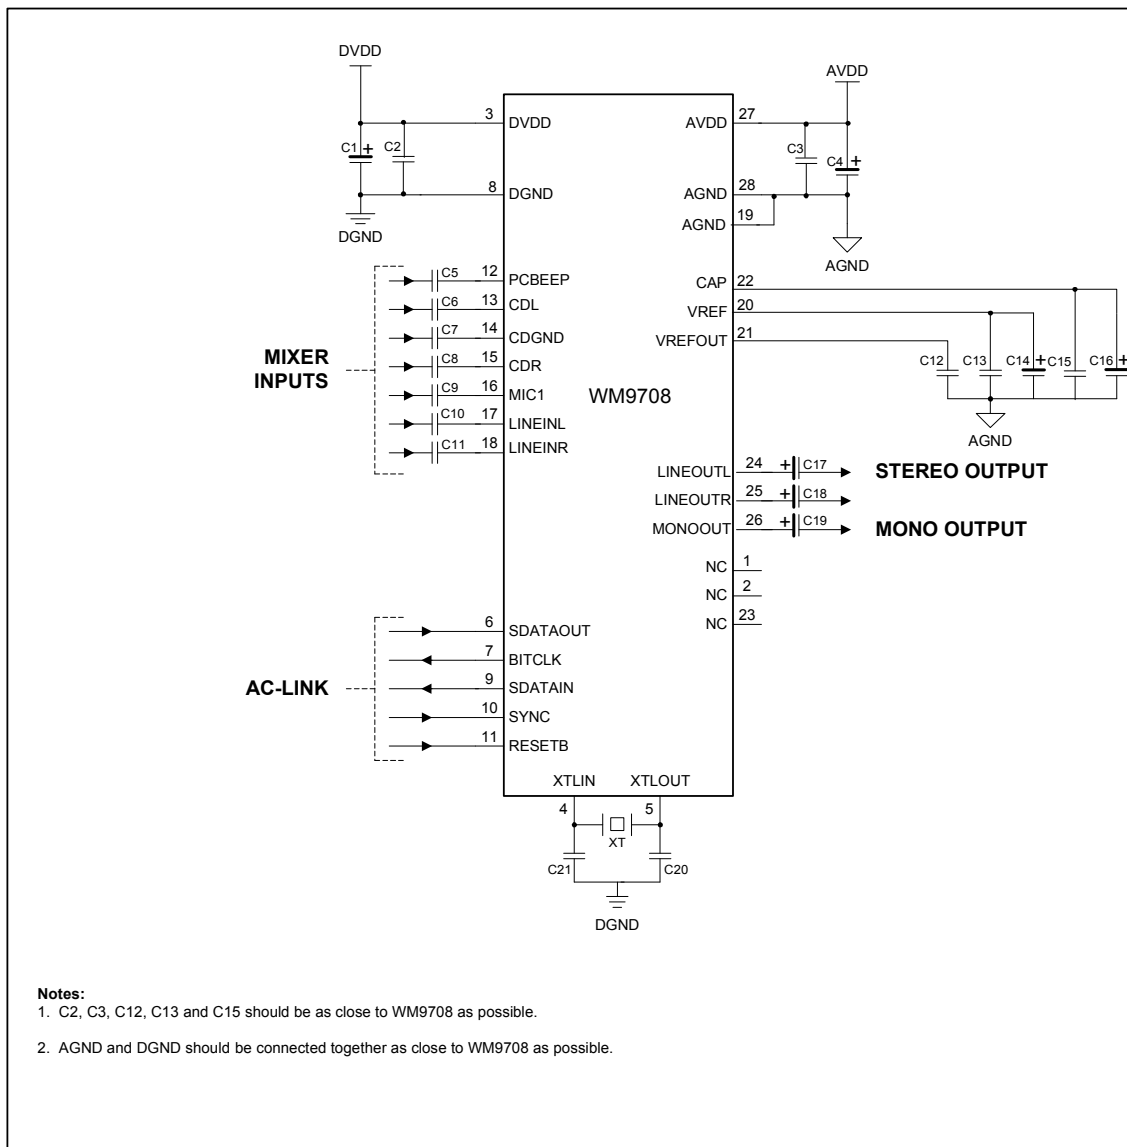 DVDD
AVDD
3 DVDD
AVDD 27
C1 + C2
C3 C4 +
8 DGND
AGND 28
AGND 19
DGND
AGND
C5 12 PCBEEP
C6 13 CDL
C7 14 CDGND
C8 15 CDR
C9 16 MIC1
C10 17 LINEINL
C11 18 LINEINR
MIXER
INPUTS
CAP 22
VREF 20
VREFOUT 21
C12 C13 C14 + C15 C16 +
AGND
WM9708
LINEOUTL 24 + C17 STEREO OUTPUT
LINEOUTR 25 + C18
MONOOUT 26 + C19 MONO OUTPUT
NC 1
NC 2
NC 23
6 SDATAOUT
7 BITCLK
AC-LINK 9 SDATAIN
10 SYNC
11 RESETB
XTLIN XTLOUT
4 5
XT
C21 C20
DGND
Notes:
1. C2, C3, C12, C13 and C15 should be as close to WM9708 as possible.
2. AGND and DGND should be connected together as close to WM9708 as possible.